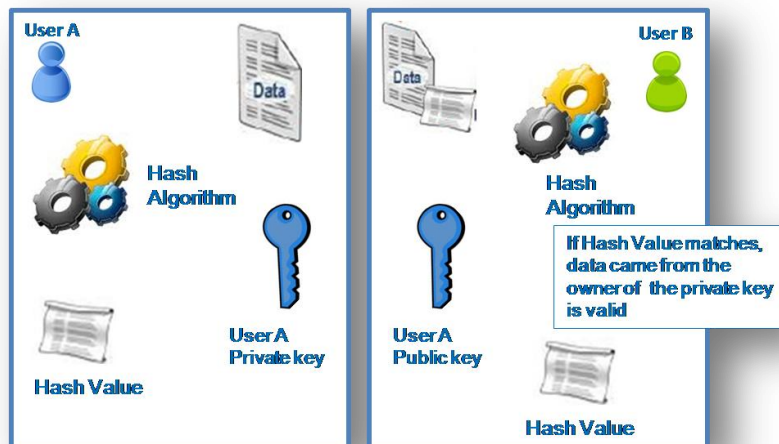 User A
Data
Hash
Algorithm
User A
Private key
Hash Value
User B
Data
Hash
Algorithm
If Hash Value matches,
data came from the
owner of the private key
is valid
User A
Public key
Hash Value